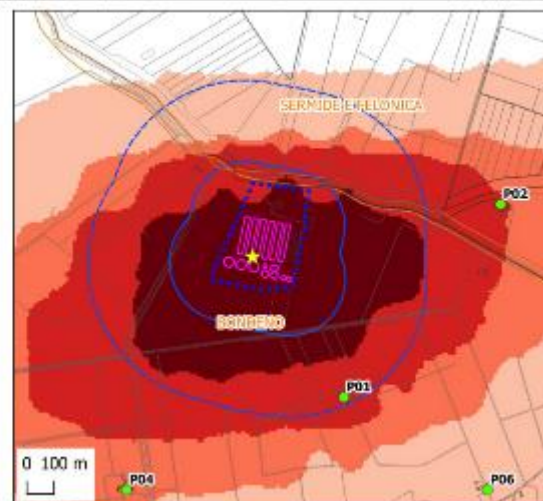 SERMIDE E FELONICA
P02
BONDENO
P01
0 100 m
P04
P06